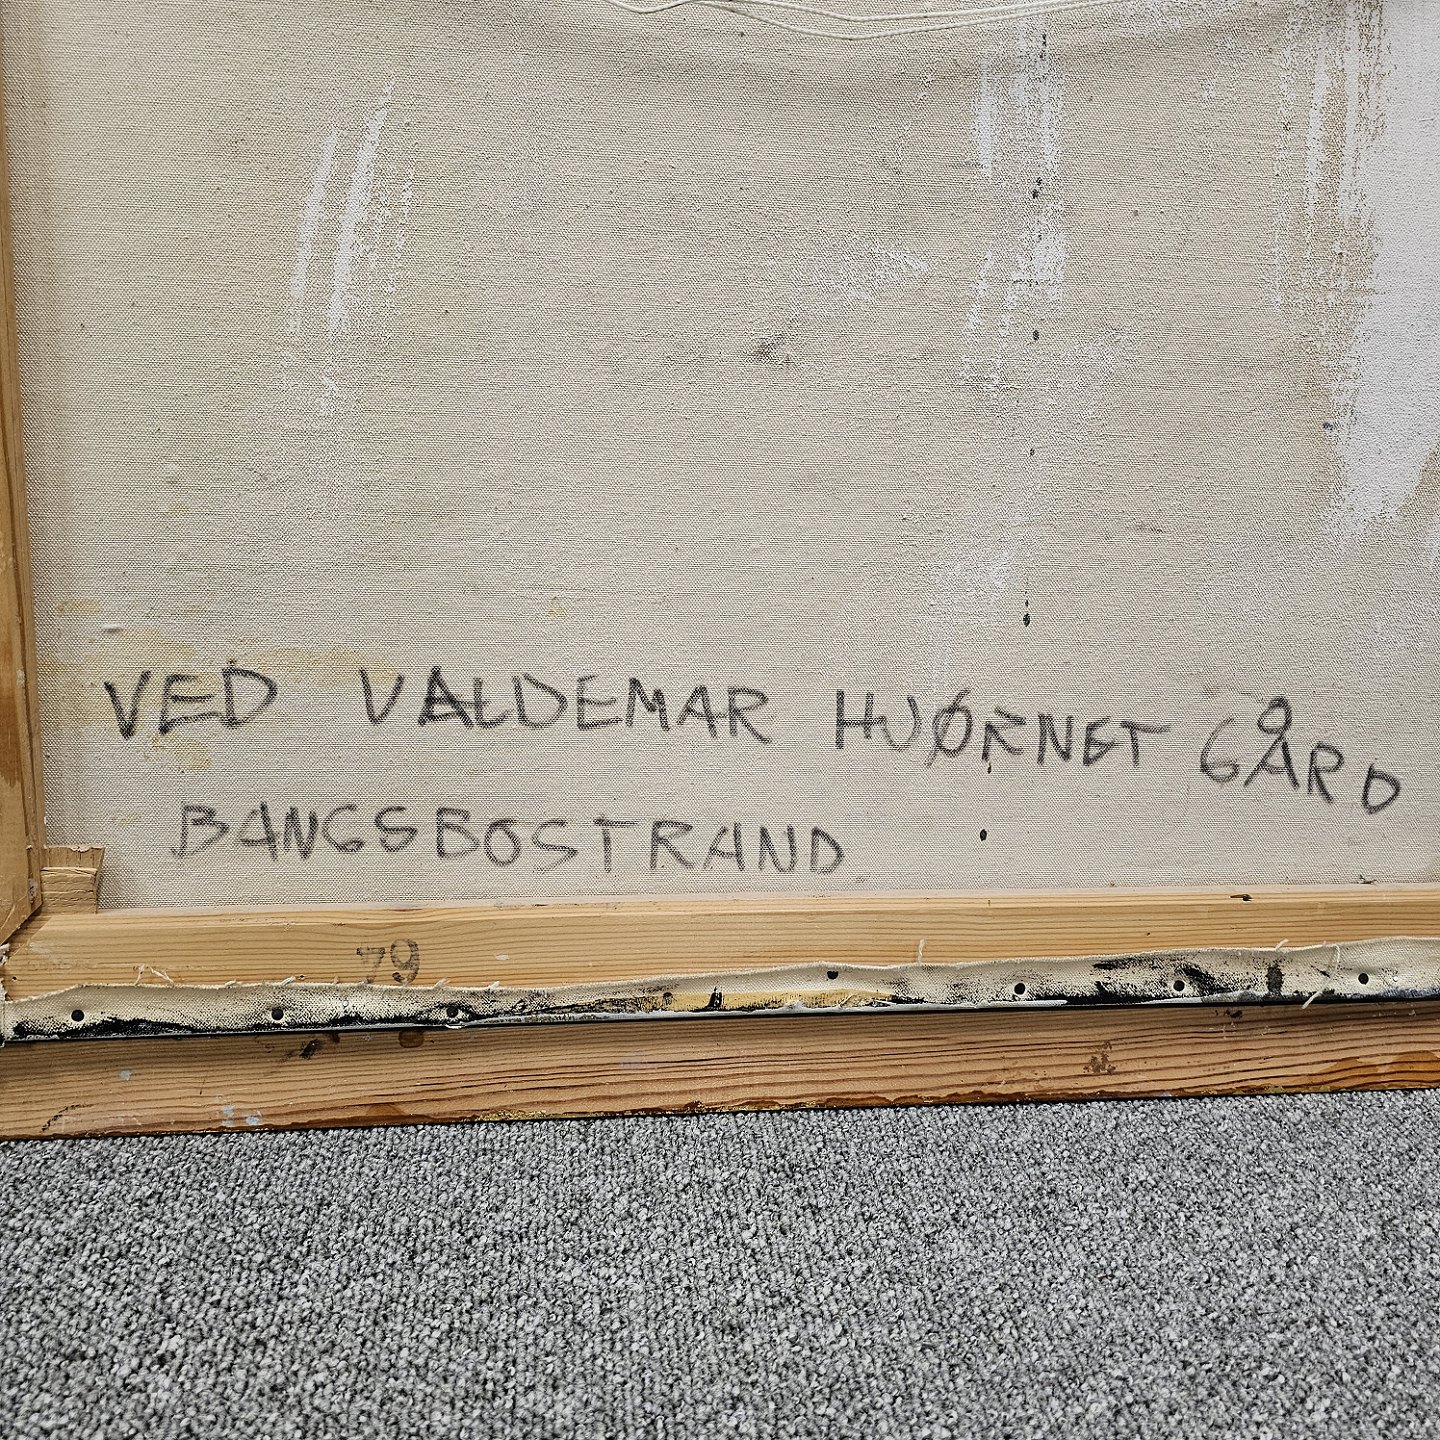 VED VALDEMAR HJØRNET GÅRD
BANGSBOSTRAND
79